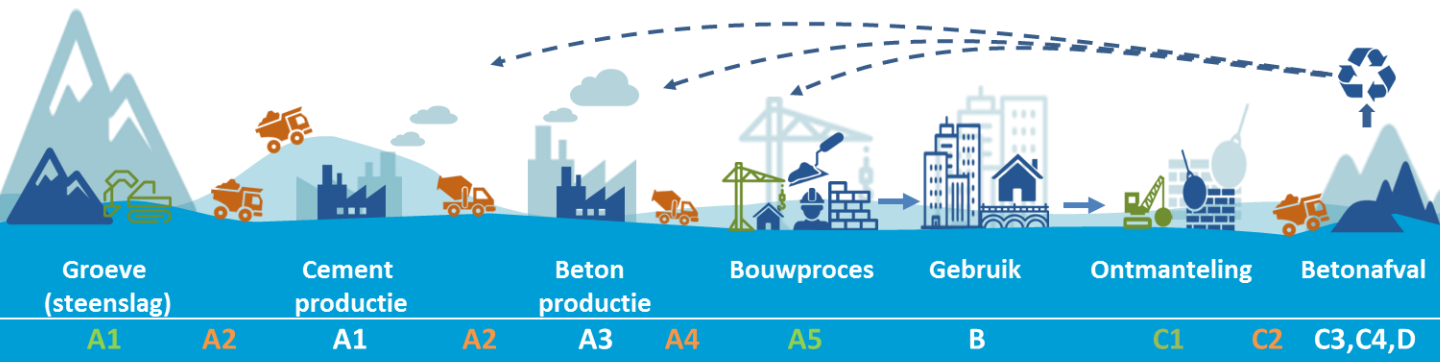 Groeve
(steenslag)
Cement
productie
Beton
productie
Bouwproces
Gebruik
Ontmanteling
Betonafval
A1 A2 A1 A2 A3 A4 A5 B C1 C2 C3,C4,D